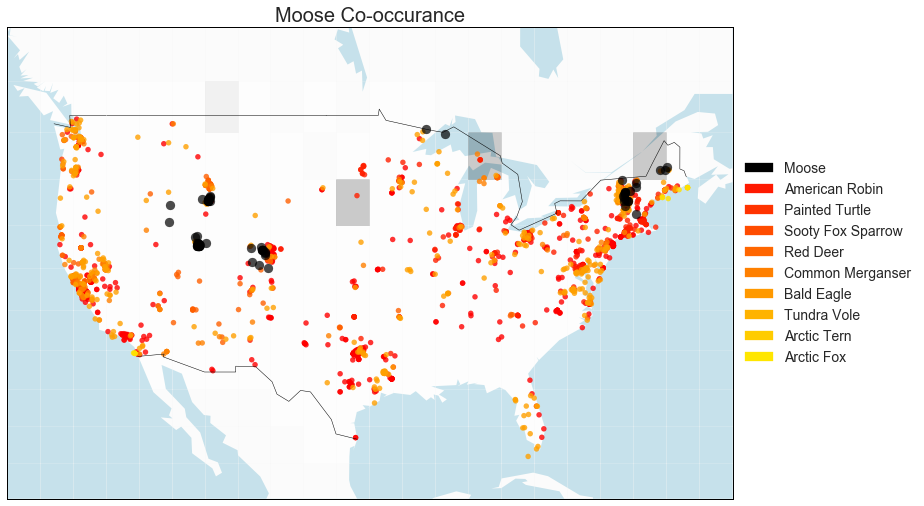 Moose Co-occurance
Moose
American Robin
Painted Turtle
Sooty Fox Sparrow
Red Deer
Common Merganser
Bald Eagle
Tundra Vole
Arctic Tern
Arctic Fox